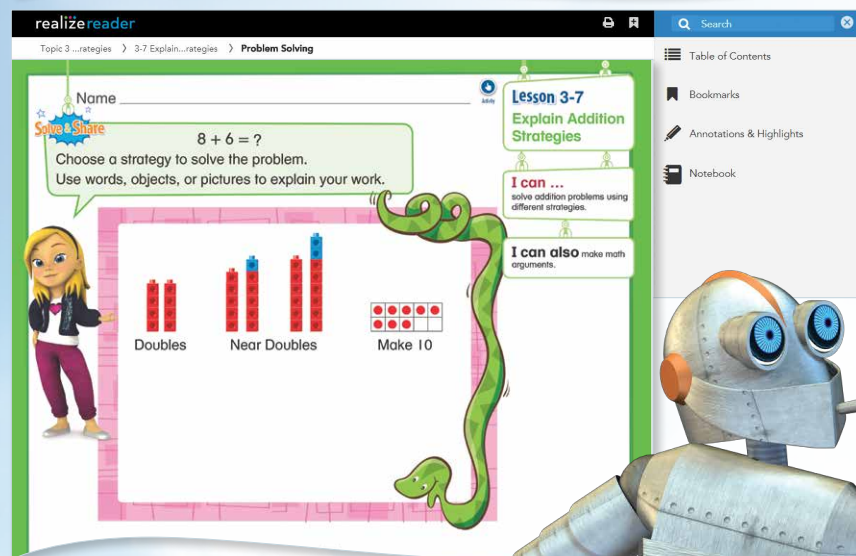 realizereader
Search
Topic 3 ...rategies > 3-7 Explain...rategies > Problem Solving
Table of Contents
Bookmarks
Annotations & Highlights
Notebook
Name
Activity
Solve & Share
8 + 6 = ?
Choose a strategy to solve the problem.
Use words, objects, or pictures to explain your work.
Lesson 3-7
Explain Addition
Strategies
I can ...
solve addition problems using
different strategies.
I can also make math
arguments.
Doubles
Near Doubles
Make 10